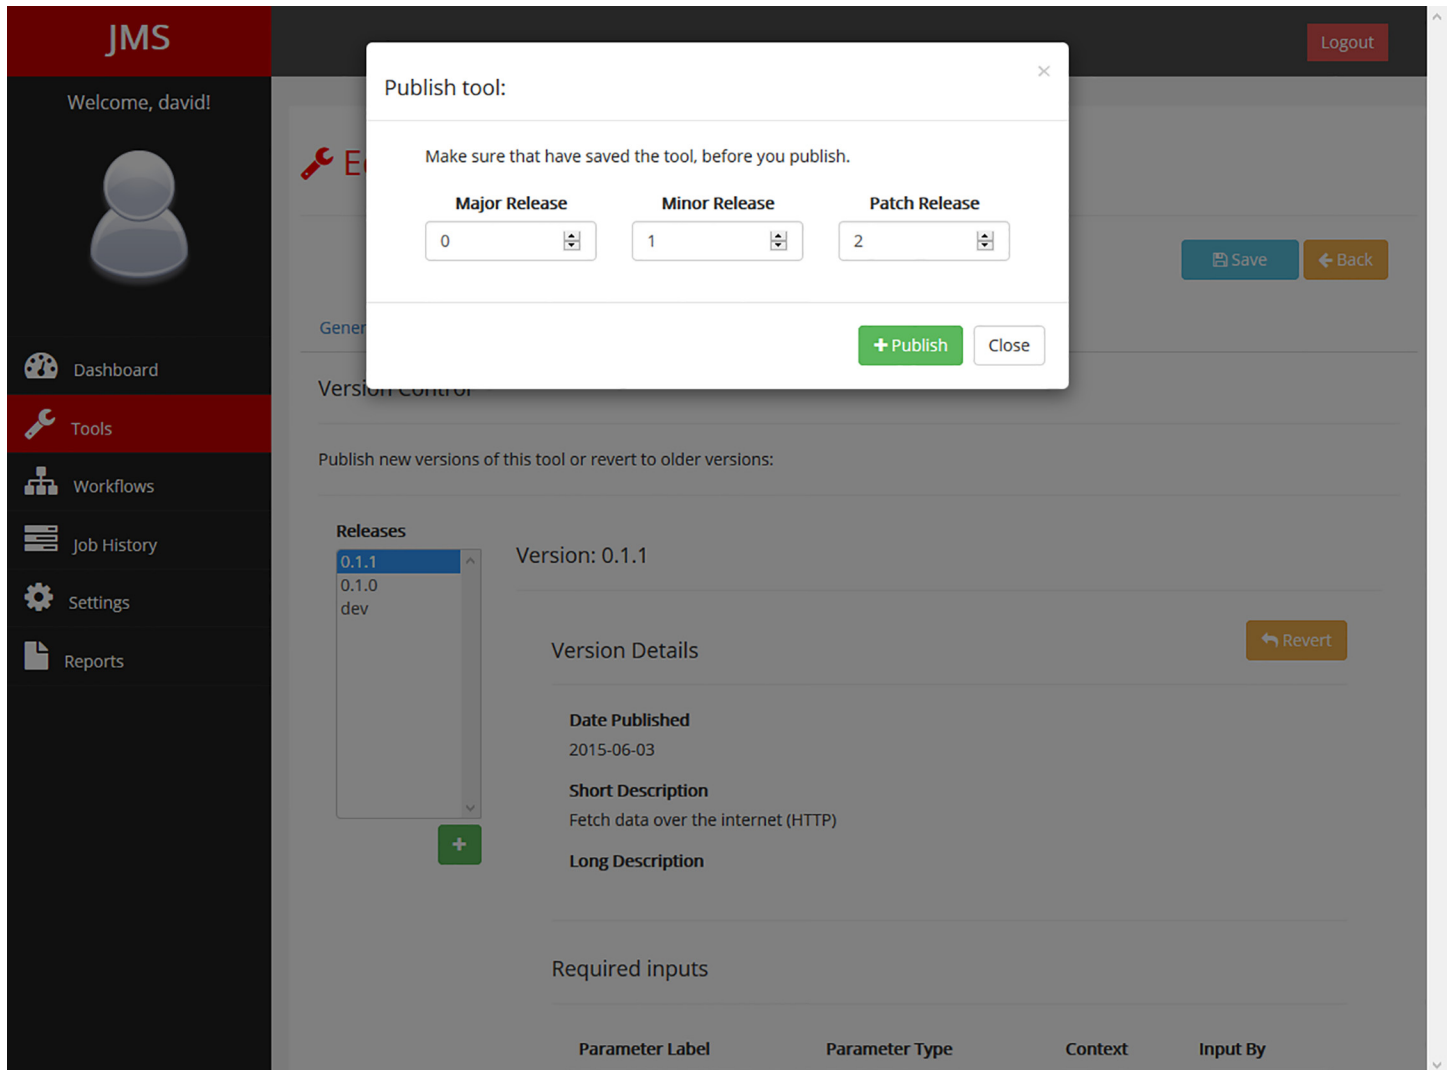 JMS
Logout
Welcome, david!
Publish tool:
×
Make sure that have saved the tool, before you publish.
Major Release Minor Release Patch Release
0 1 2
Save Back
Publish Close
Dashboard
Tools
Workflows
Job History
Settings
Reports
Version Control
Publish new versions of this tool or revert to older versions:
Releases
0.1.1
0.1.0
dev
Version: 0.1.1
Version Details
Revert
Date Published
2015-06-03
Short Description
Fetch data over the internet (HTTP)
Long Description
Required inputs
Parameter Label Parameter Type Context Input By